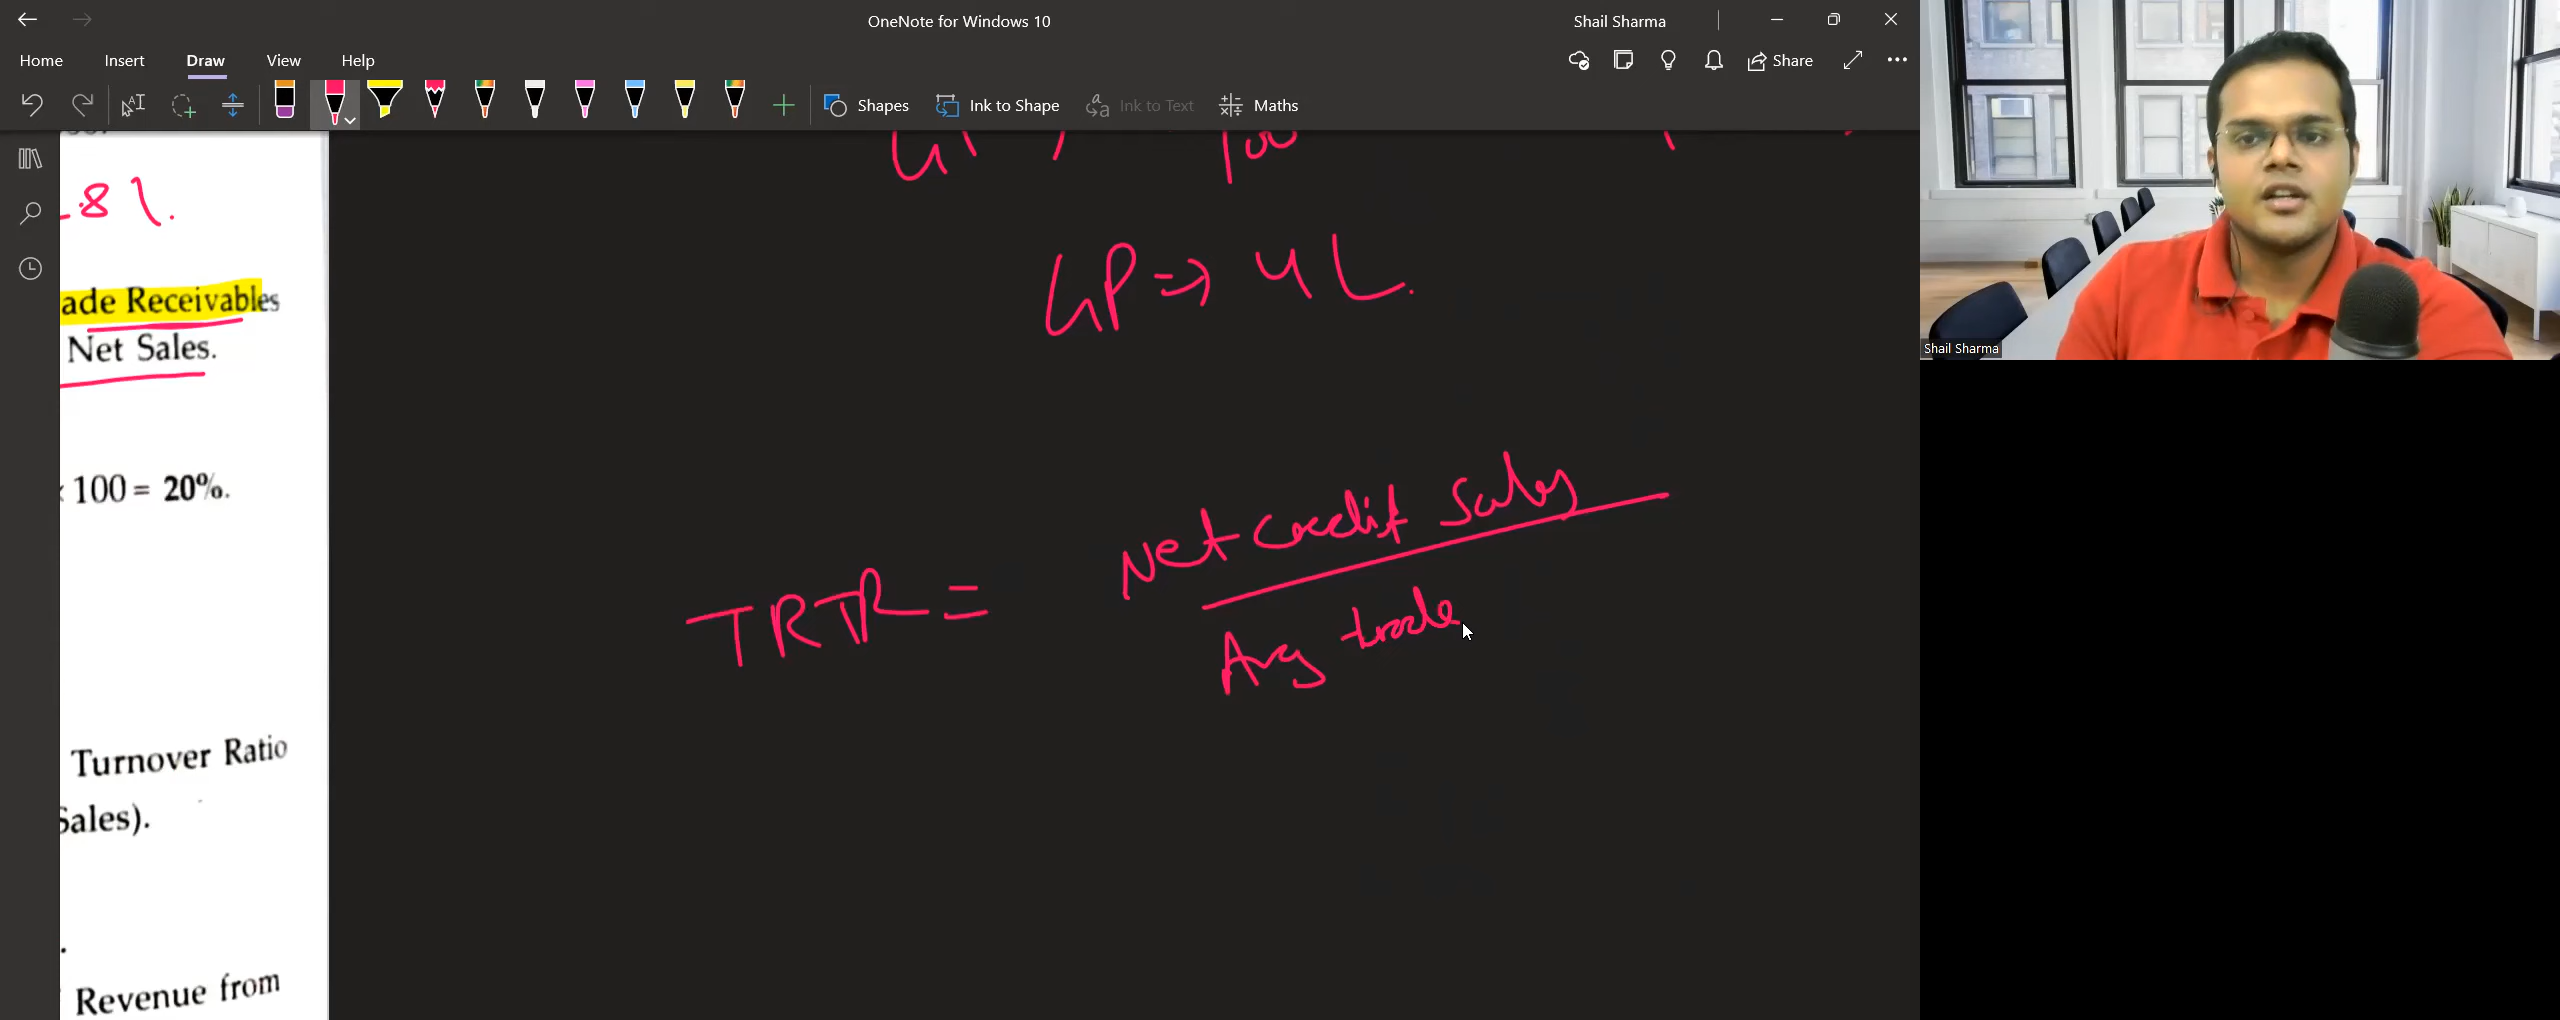 OneNote for Windows 10
Shail Sharma
Home Insert Draw View Help
Share
Shapes Ink to Shape Ink to Text Maths
100
.8 %.
GP => 4 L.
ade Receivables
Net Sales.
100 = 20%.
TRTR = Net credit Sales
Avg trade
Turnover Ratio
Sales).
Revenue from
Shail Sharma